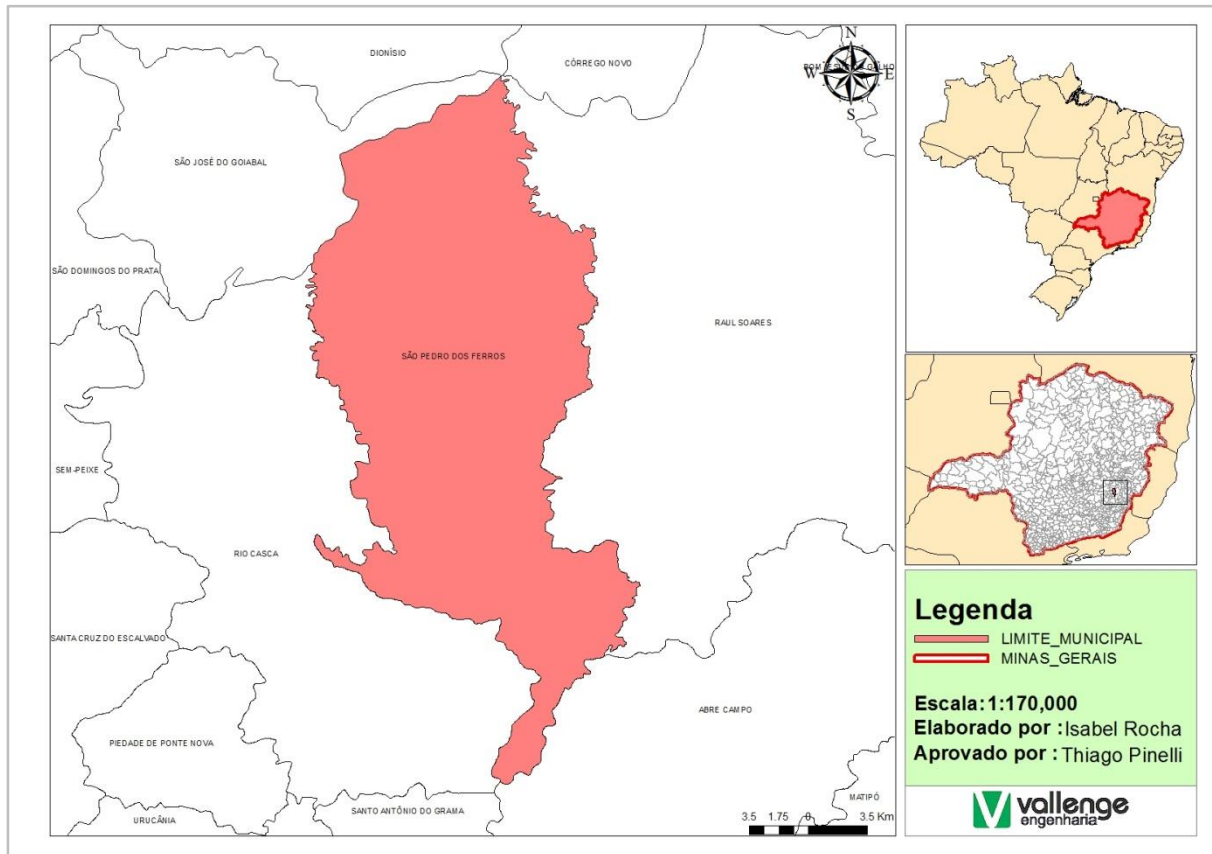 DIONÍSIO
CÓRREGO NOVO
N
W
E
S
SÃO JOSÉ DO GOIABAL
SÃO DOMINGOS DO PRATA
RAUL SOARES
SÃO PEDRO DOS FERROS
SEM-PEIXE
RIO CASCA
SANTA CRUZ DO ESCALVADO
ABRE CAMPO
PIEDADE DE PONTE NOVA
MATIPÓ
SANTO ANTÔNIO DO GRAMA
URUCÂNIA
3.5 1.75 0 3.5 Km
Legenda
LIMITE_MUNICIPAL
MINAS_GERAIS
Escala:1:170,000
Elaborado por : Isabel Rocha
Aprovado por : Thiago Pinelli
vallenge
engenharia